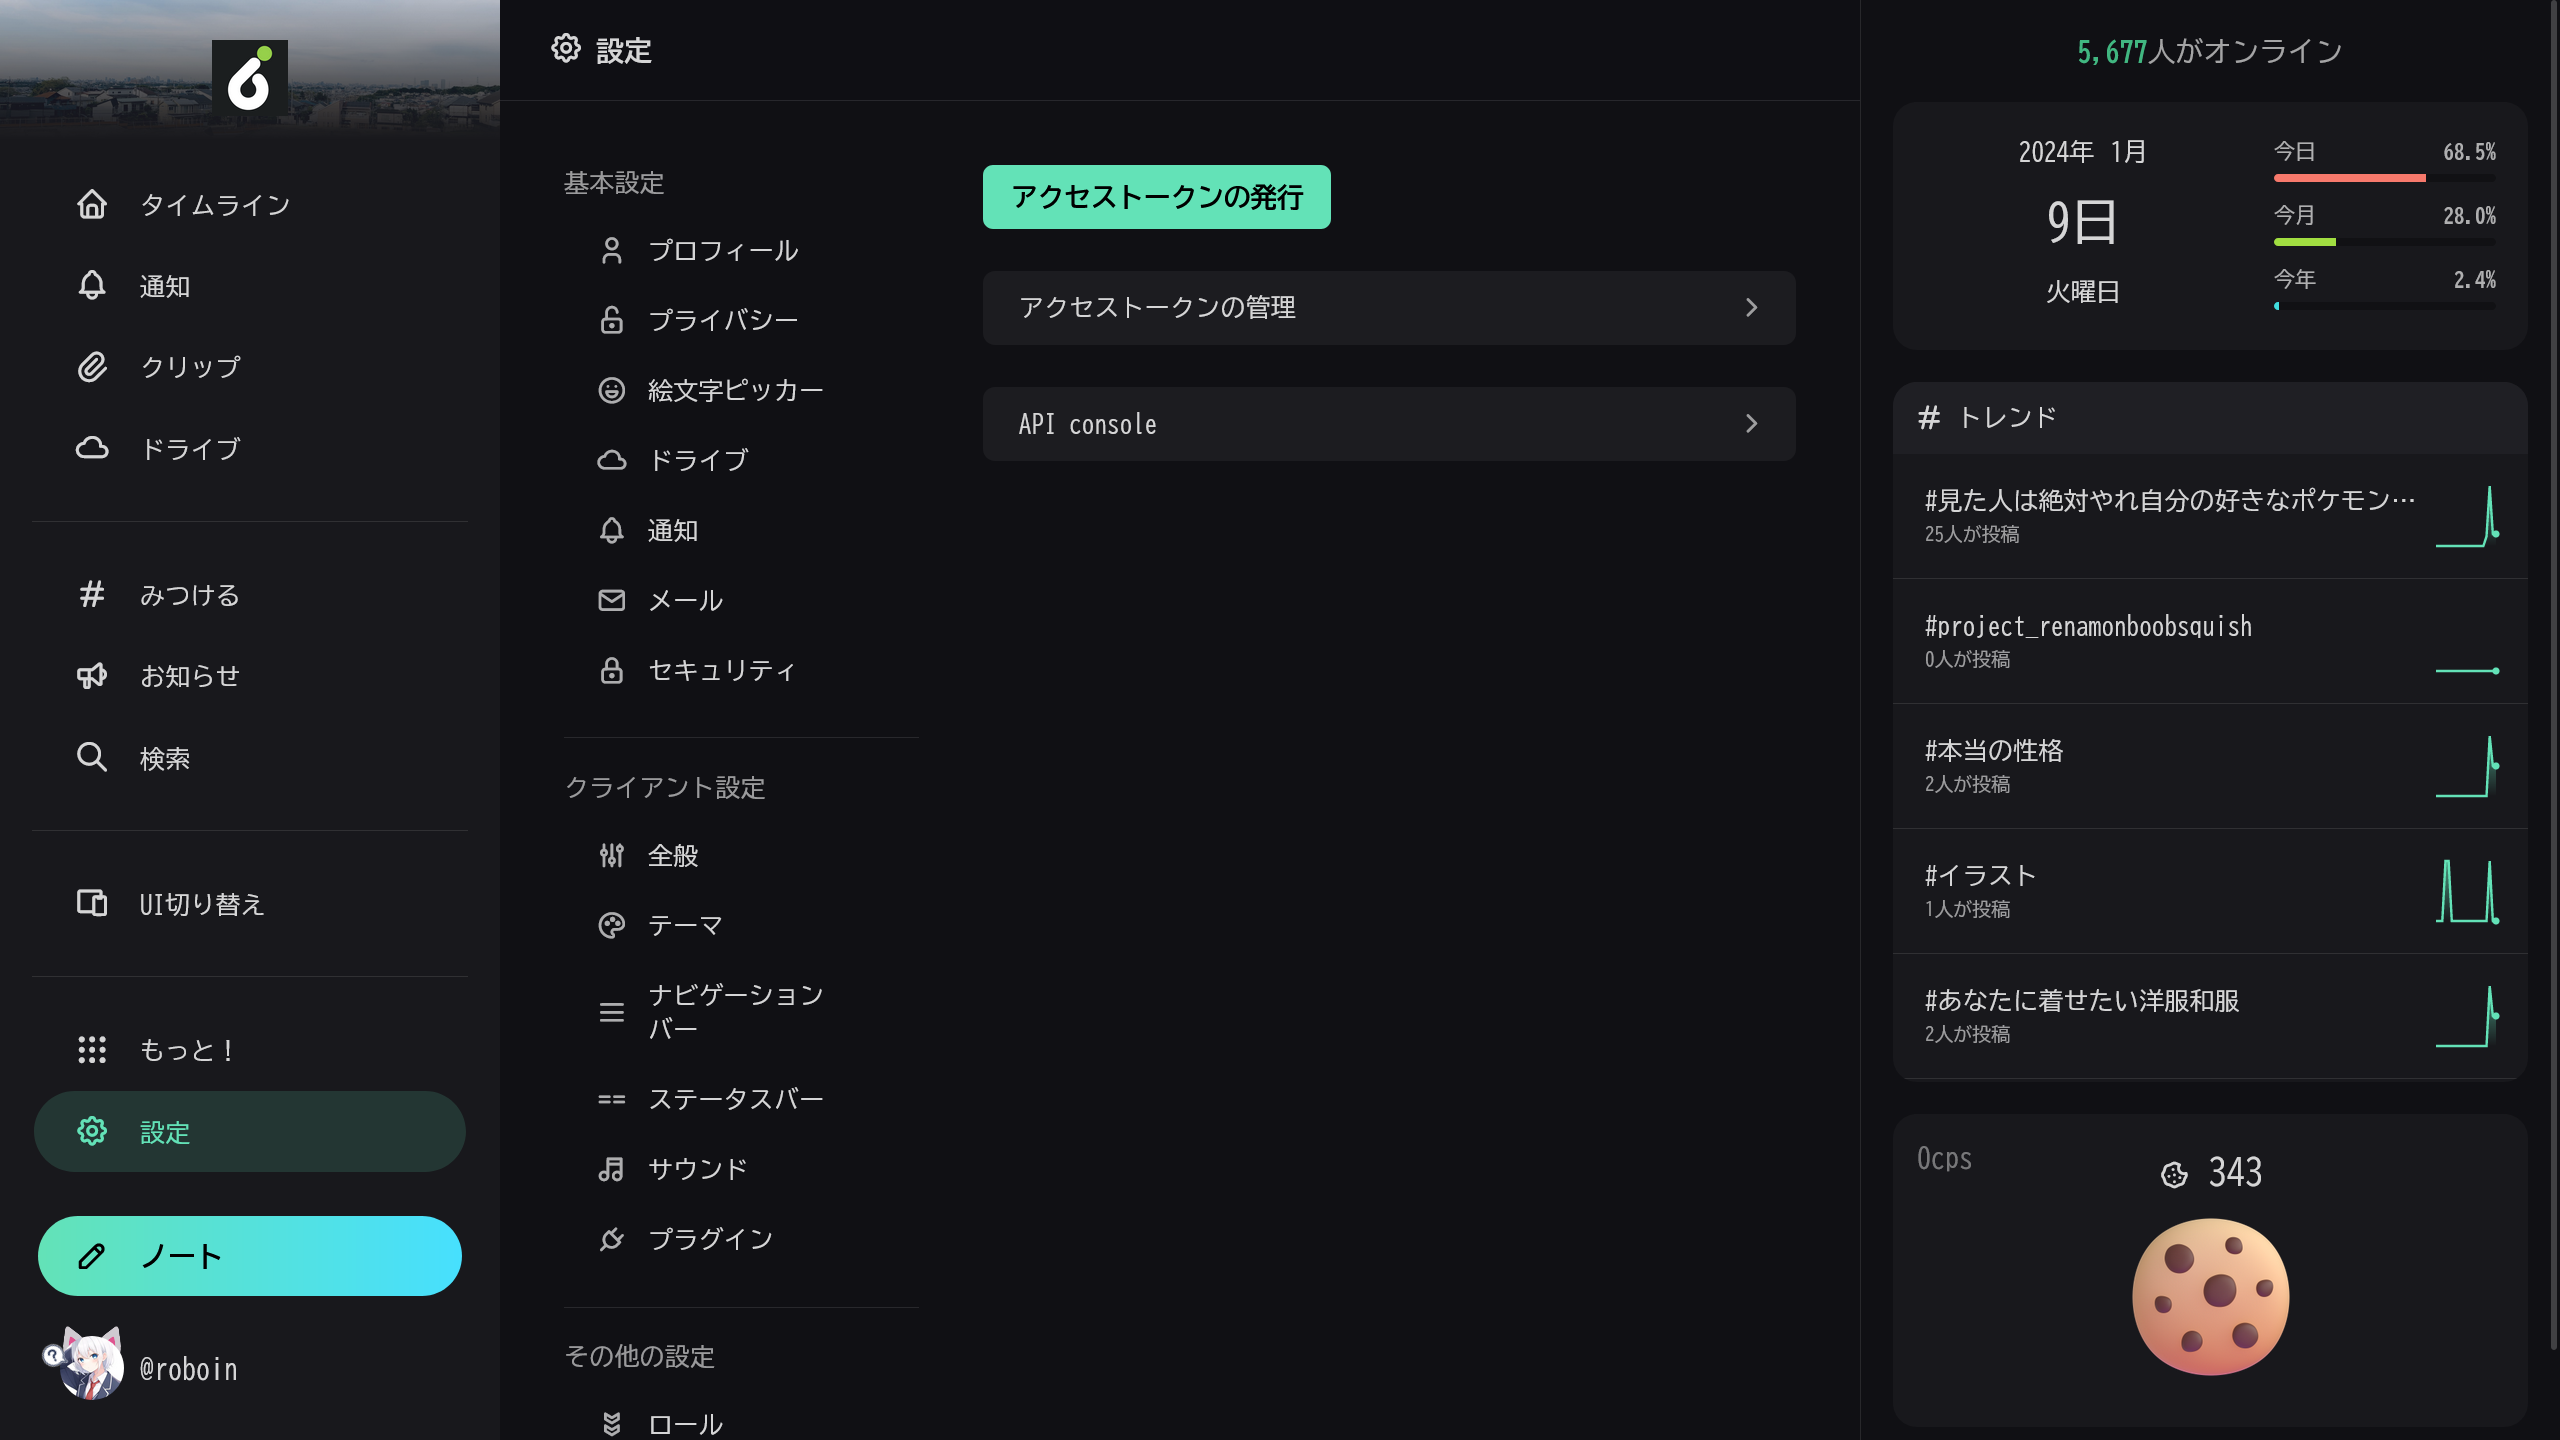 タイムライン
通知
クリップ
ドライブ
みつける
お知らせ
検索
UI切り替え
もっと！
設定
ノート
@roboin
設定
基本設定
プロフィール
プライバシー
絵文字ピッカー
ドライブ
通知
メール
セキュリティ
クライアント設定
全般
テーマ
ナビゲーション
バー
ステータスバー
サウンド
プラグイン
その他の設定
ロール
アクセストークンの発行
アクセストークンの管理
API console
5,677人がオンライン
2024年 1月
9日
火曜日
今日 68.5%
今月 28.0%
今年 2.4%
# トレンド
#見た人は絶対やれ自分の好きなポケモン…
25人が投稿
#project_renamonboobsquish
0人が投稿
#本当の性格
2人が投稿
#イラスト
1人が投稿
#あなたに着せたい洋服和服
2人が投稿
0cps
343